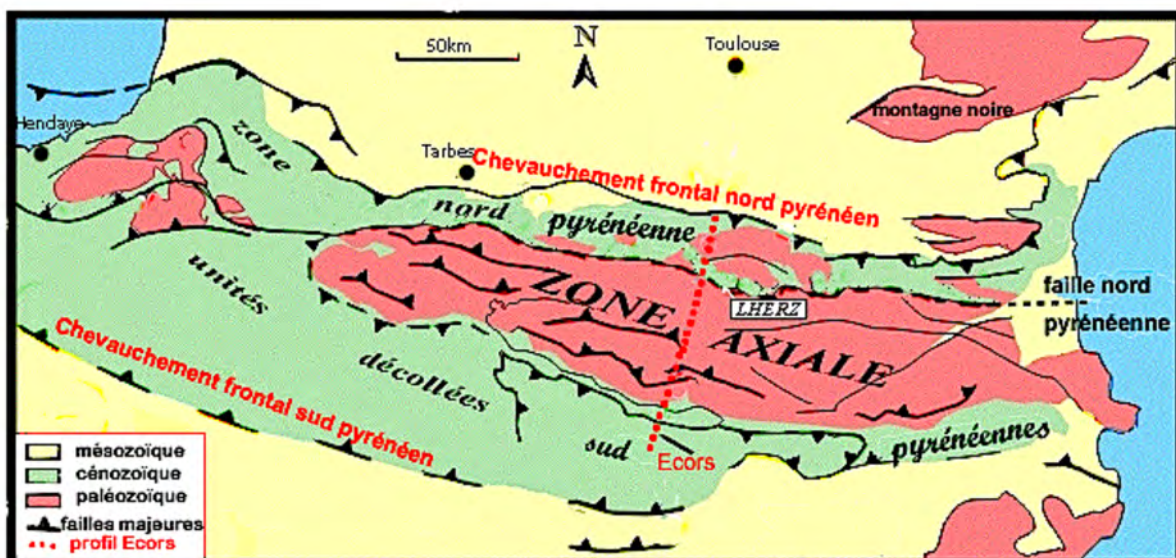 50km
N
Toulouse
Hendaye
zone
Tarbes
montagne noire
Chevauchement frontal nord pyrénéen
nord
pyrénéenne
unités
ZONE
LHERZ
AXIALE
faille nord
pyrénéenne
décollées
Chevauchement frontal sud pyrénéen
sud
pyrénéennes
Ecors
mésozoïque
cénozoïque
paléozoïque
failles majeures
profil Ecors